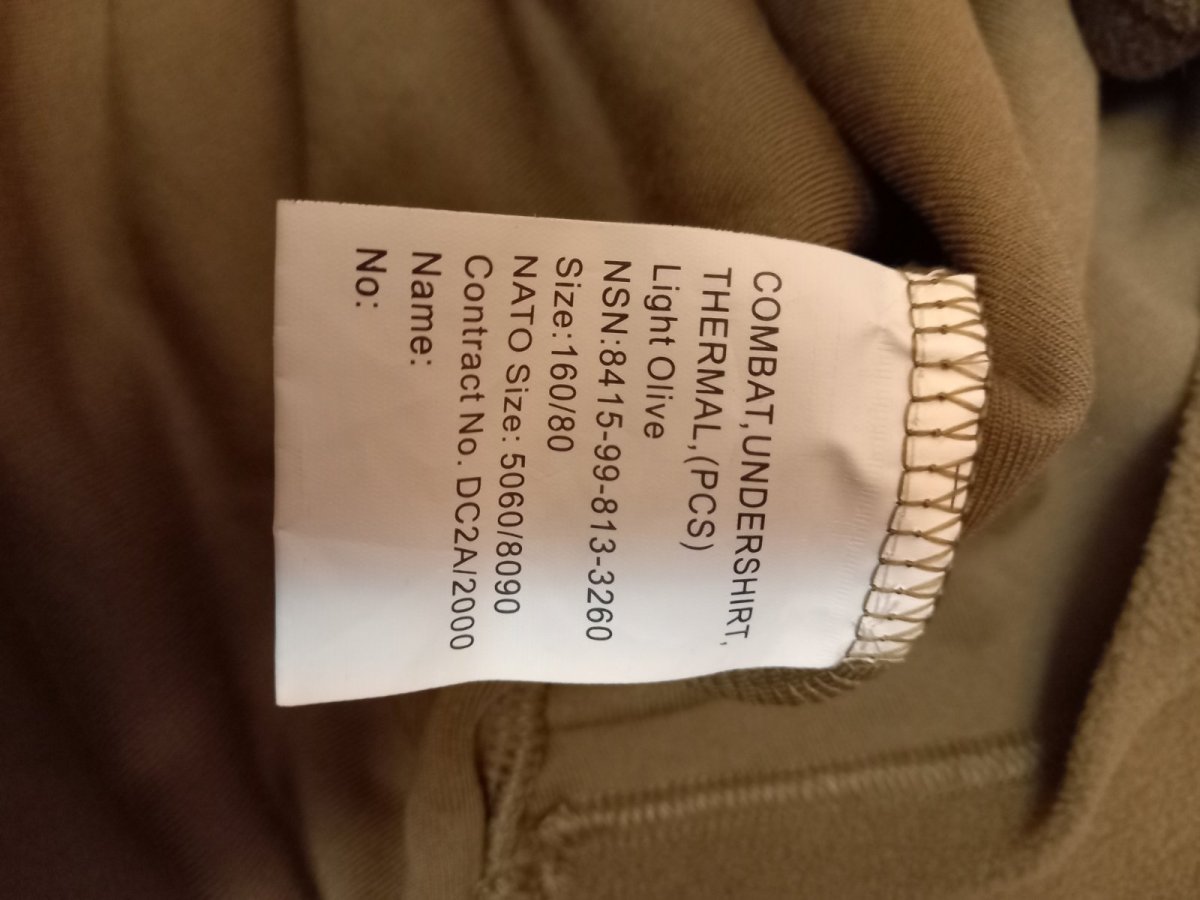 COMBAT,UNDERSHIRT,
THERMAL,(PCS)
Light Olive
NSN:8415-99-813-3260
Size:160/80
NATO Size: 5060/8090
Contract No. DC2A/2000
Name:
No: